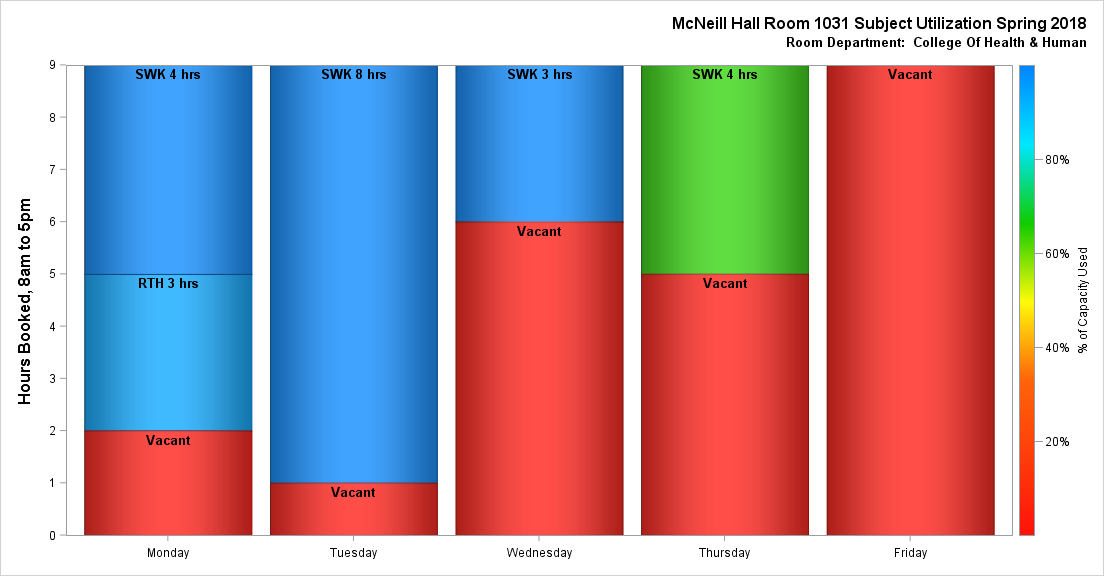 McNeill Hall Room 1031 Subject Utilization Spring 2018
Room Department:  College Of Health & Human
Hours Booked, 8am to 5pm
9
8
7
6
5
4
3
2
1
0
SWK 4 hrs
RTH 3 hrs
Vacant
SWK 8 hrs
Vacant
SWK 3 hrs
Vacant
SWK 4 hrs
Vacant
Vacant
Monday
Tuesday
Wednesday
Thursday
Friday
80%
60%
40%
20%
% of Capacity Used